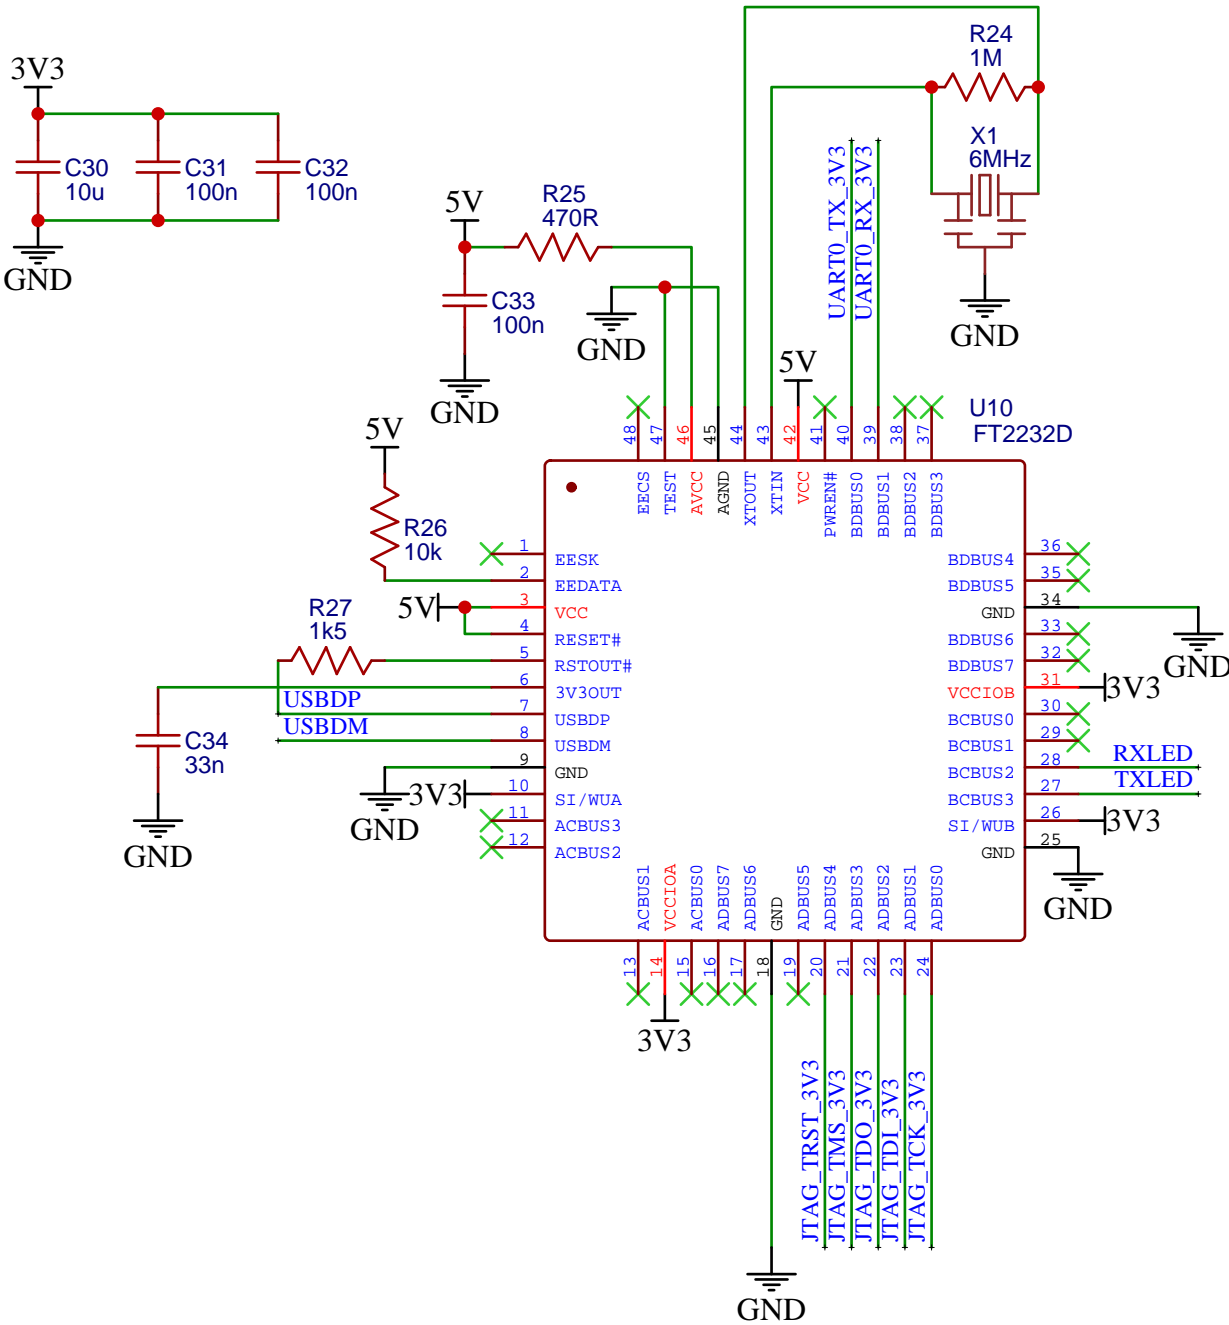 3V3
C30
10u
C31
100n
C32
100n
GND
R24
1M
X1
6MHz
GND
UART0_TX_3V3
UART0_RX_3V3
5V
R25
470R
C33
100n
GND
GND
5V
U10
FT2232D
48
47
46
45
44
43
42
41
40
39
38
37
EECS
TEST
AVCC
AGND
XTOUT
XTIN
VCC
PWREN#
BDBUS0
BDBUS1
BDBUS2
BDBUS3
5V
R26
10k
1 EESK
2 EEDATA
5V 3 VCC
4 RESET#
R27
1k5
5 RSTOUT#
6 3V3OUT
USBDP 7 USBDP
USBDM 8 USBDM
C34
33n
GND
9 GND
GND
3V3 10 SI/WUA
11 ACBUS3
12 ACBUS2
BDBUS4 36
BDBUS5 35
GND 34
GND
BDBUS6 33
BDBUS7 32
VCCIOB 31 3V3
BCBUS0 30
BCBUS1 29
BCBUS2 28 RXLED
BCBUS3 27 TXLED
SI/WUB 26 3V3
GND 25
GND
ACBUS1
VCCIOA
ACBUS0
ADBUS7
ADBUS6
GND
ADBUS5
ADBUS4
ADBUS3
ADBUS2
ADBUS1
ADBUS0
13
14
15
16
17
18
19
20
21
22
23
24
3V3
JTAG_TRST_3V3
JTAG_TMS_3V3
JTAG_TDO_3V3
JTAG_TDI_3V3
JTAG_TCK_3V3
GND